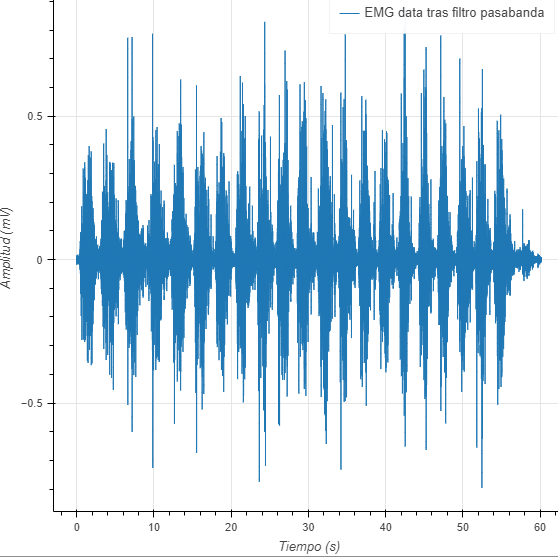 EMG data tras filtro pasabanda
0.5
0
−0.5
Amplitud (mV)
0 10 20 30 40 50 60
Tiempo (s)